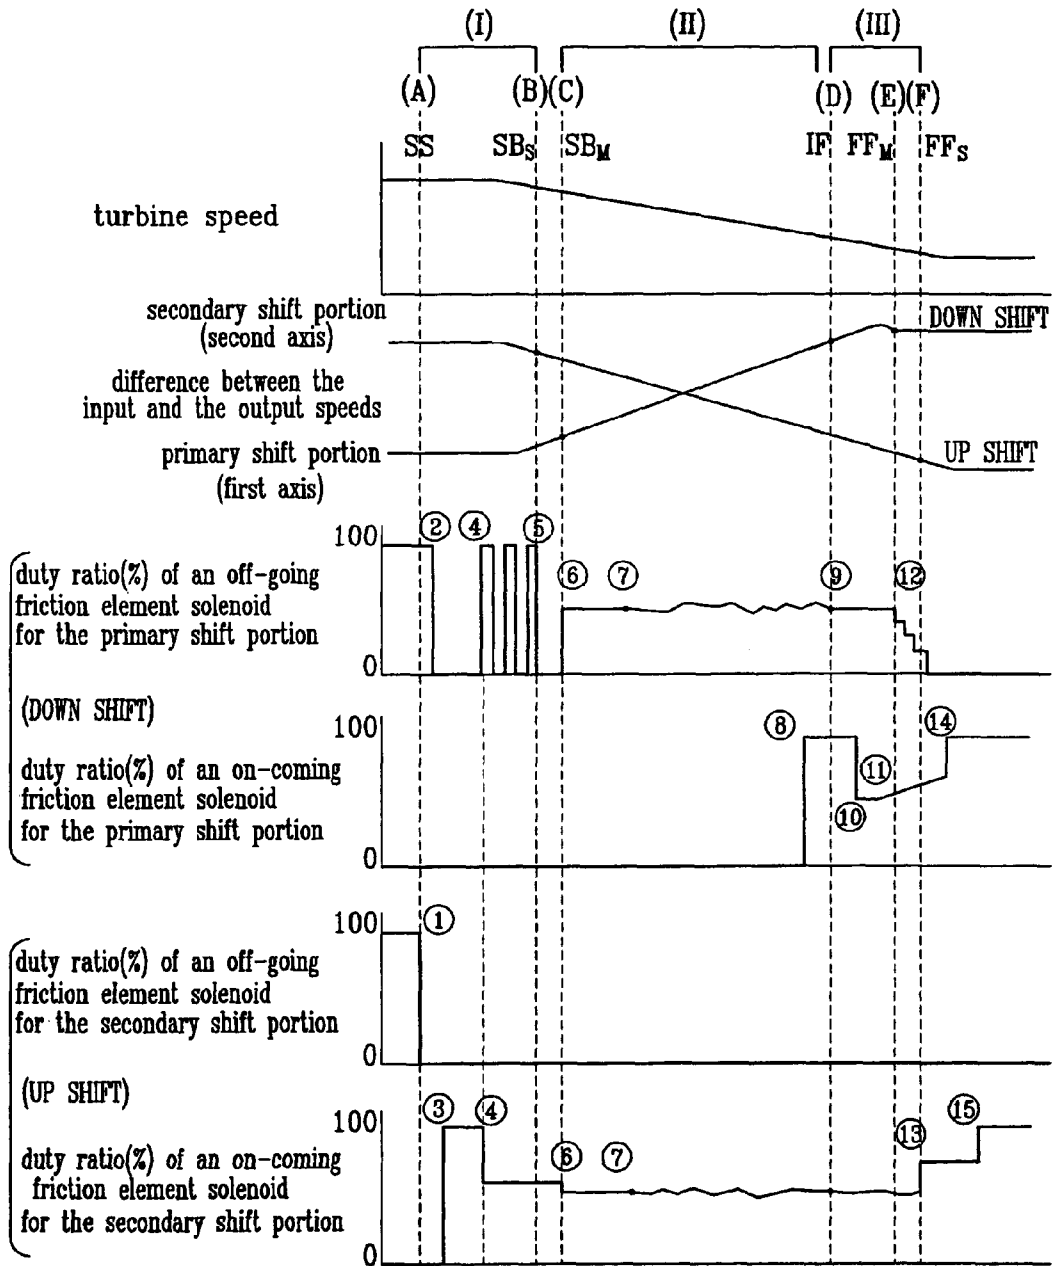 (I) (II) (III)
(A) (B)(C) (D) (E)(F)
SS SBS SBM IF FFM FFS
turbine speed
secondary shift portion
(second axis)
DOWN SHIFT
difference between the
input and the output speeds
primary shift portion
(first axis)
UP SHIFT
100 ② ④ ⑤
⑥ ⑦ ⑨ ⑫
duty ratio(%) of an off-going
friction element solenoid
for the primary shift portion
0
(DOWN SHIFT)
100 ⑧ ⑭
⑪
duty ratio(%) of an on-coming
friction element solenoid
for the primary shift portion
⑩
0
100 ①
duty ratio(%) of an off-going
friction element solenoid
for the secondary shift portion
0
(UP SHIFT)
100 ③ ④ ⑮
⑥ ⑦ ⑬
duty ratio(%) of an on-coming
friction element solenoid
for the secondary shift portion
0